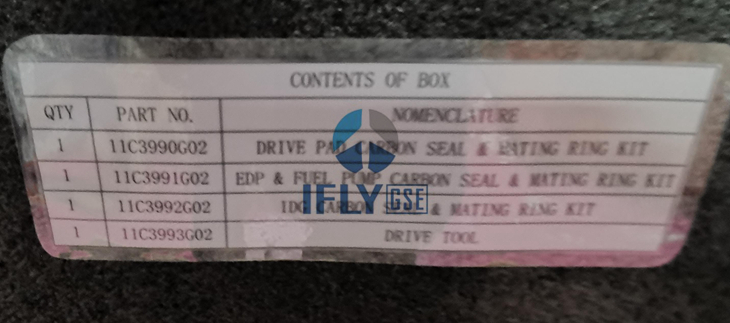 CONTENTS OF BOX
QTY PART NO. NOMENCLATURE
1 11C3990G02 DRIVE PAD CARBON SEAL & MATING RING KIT
1 11C3991G02 EDP & FUEL PUMP CARBON SEAL & MATING RING KIT
1 11C3992G02 IDG CARBON SEAL & MATING RING KIT
1 11C3993G02 DRIVE TOOL
IFLY GSE